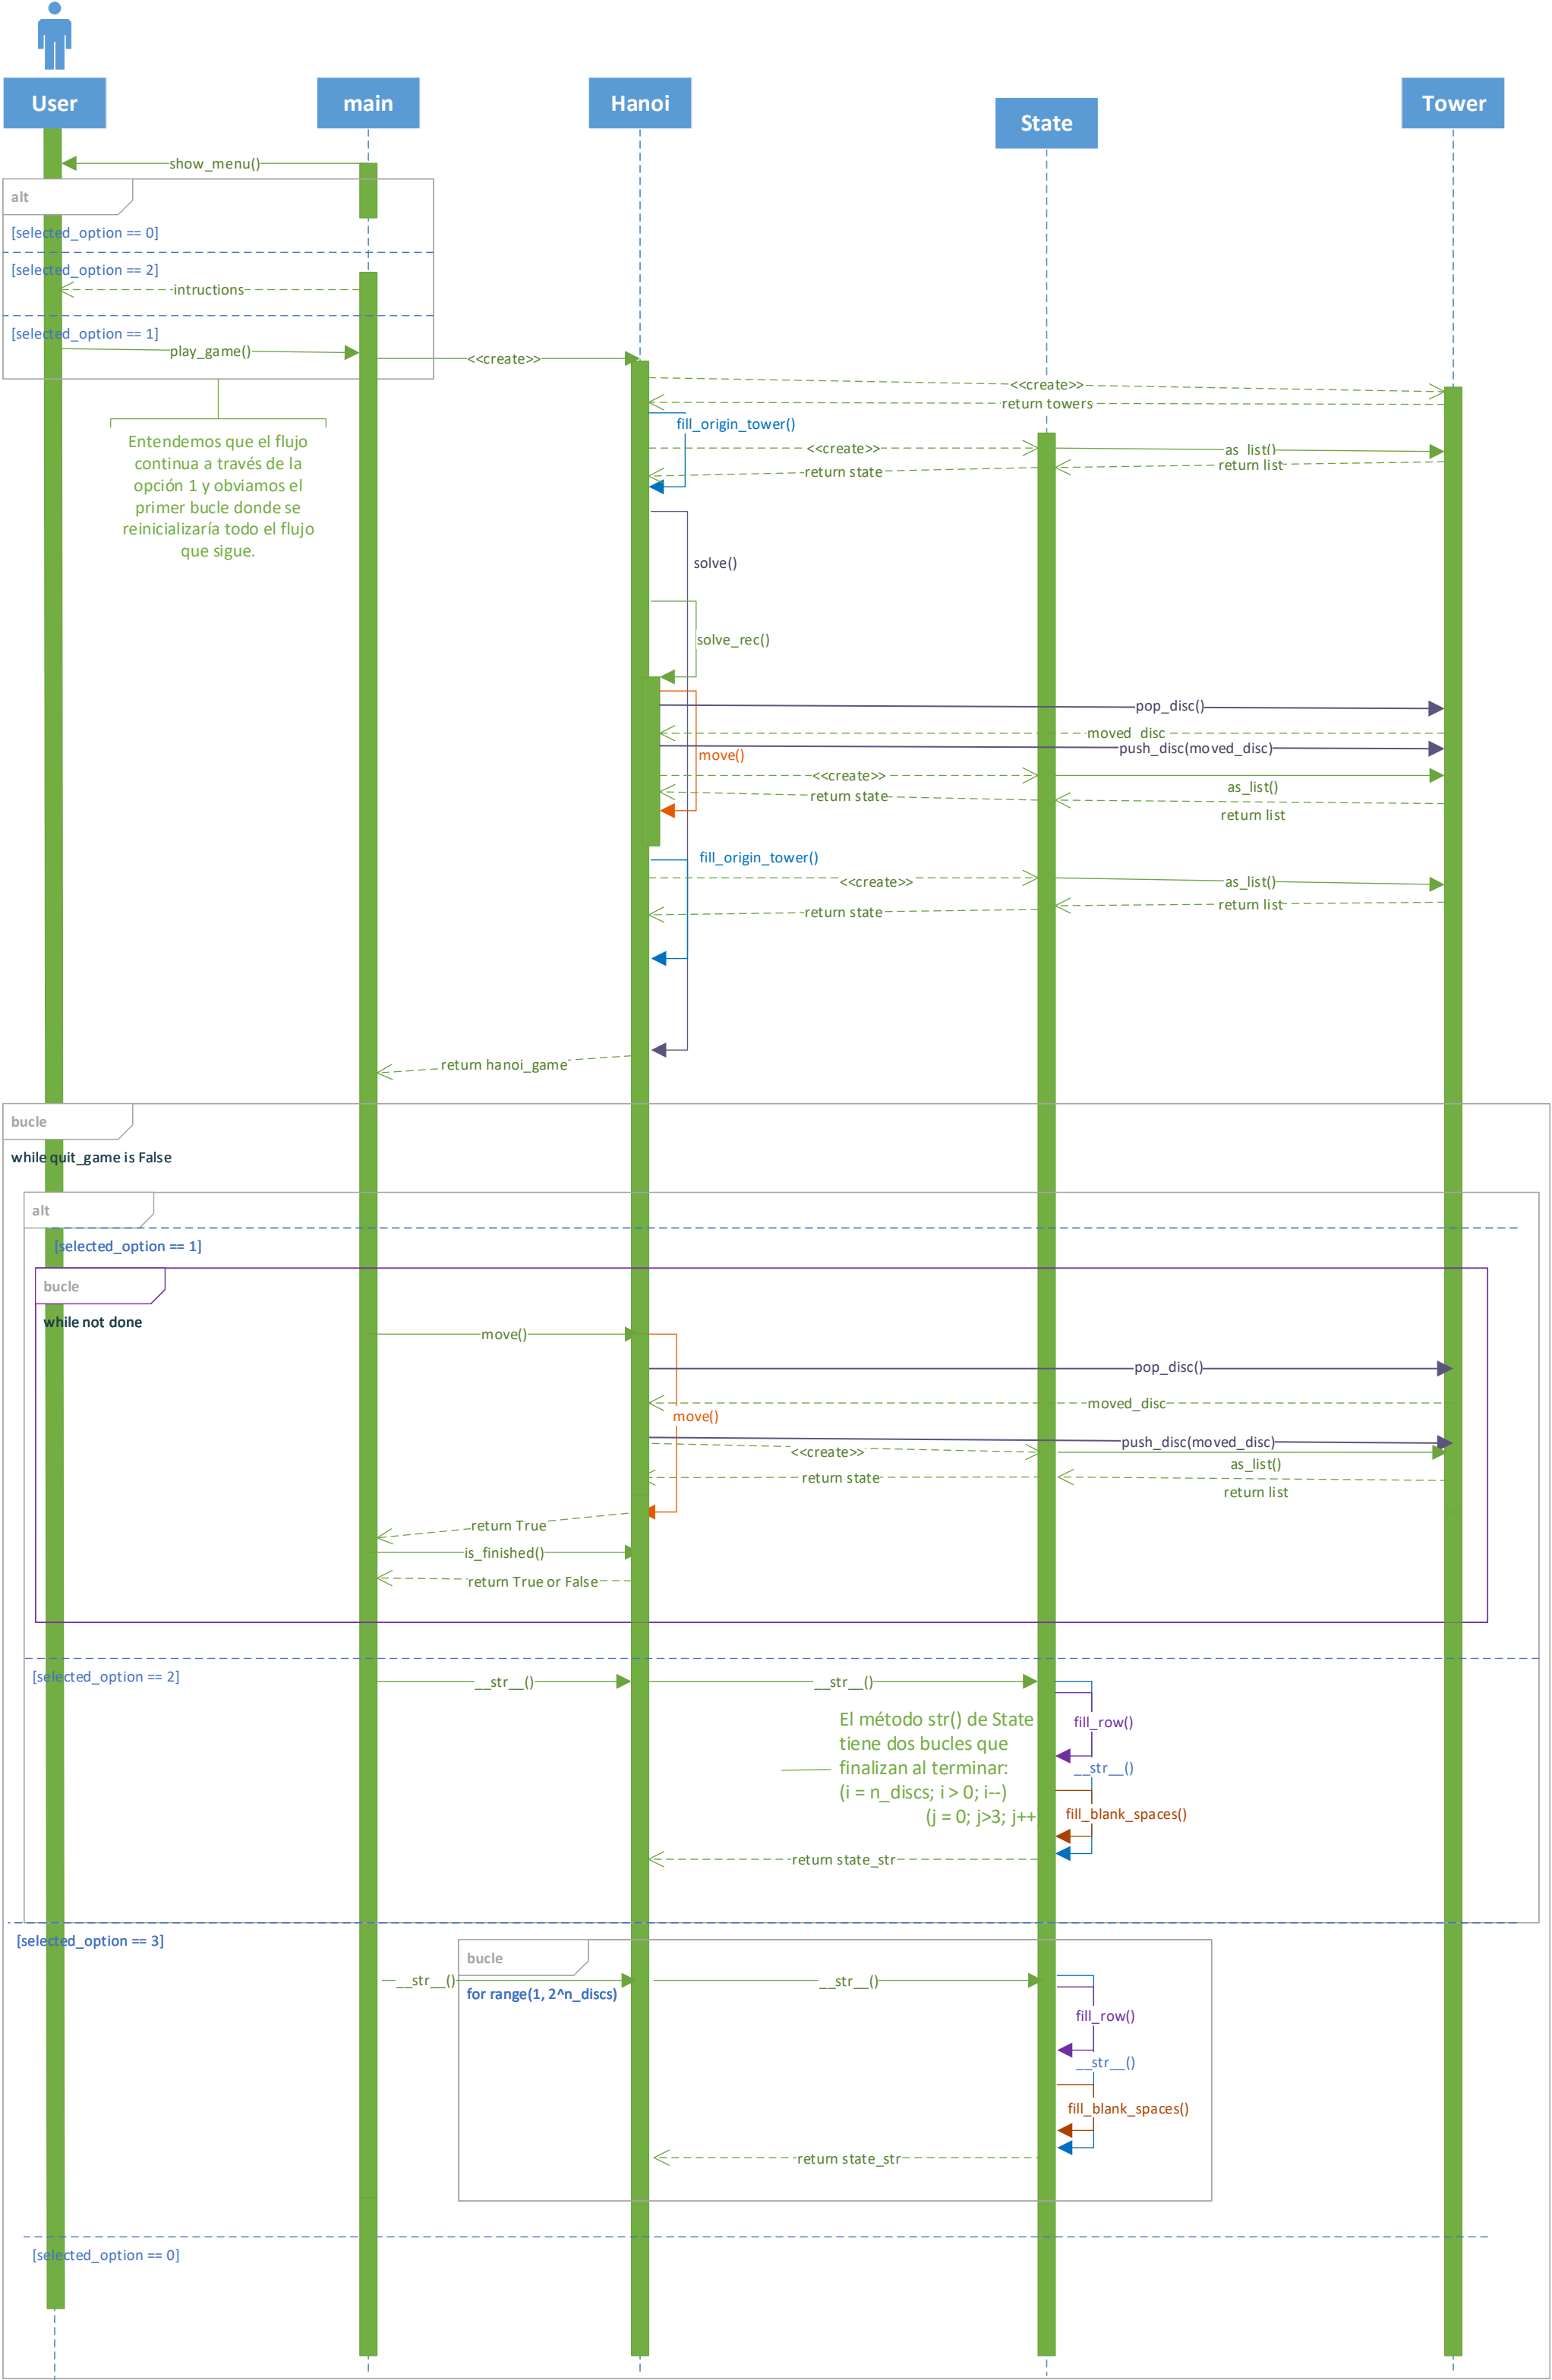 User
main
Hanoi
State
Tower
show_menu()
alt
[selected_option == 0]
[selected_option == 2]
intructions
[selected_option == 1]
play_game()
<<create>>
<<create>>
return towers
fill_origin_tower()
<<create>>
as_list()
return list
return state
Entendemos que el flujo
continua a través de la
opción 1 y obviamos el
primer bucle donde se
reinicializaría todo el flujo
que sigue.
solve()
solve_rec()
pop_disc()
moved_disc
push_disc(moved_disc)
move()
<<create>>
as_list()
return state
return list
fill_origin_tower()
<<create>>
as_list()
return list
return state
return hanoi_game
bucle
while quit_game is False
alt
[selected_option == 1]
bucle
while not done
move()
pop_disc()
moved_disc
move()
push_disc(moved_disc)
<<create>>
as_list()
return state
return list
return True
is_finished()
return True or False
[selected_option == 2]
__str__()
__str__()
El método str() de State
tiene dos bucles que
finalizan al terminar:
(i = n_discs; i > 0; i--)
(j = 0; j>3; j++
fill_row()
__str__()
fill_blank_spaces()
return state_str
[selected_option == 3]
bucle
__str__()
__str__()
for range(1, 2^n_discs)
fill_row()
__str__()
fill_blank_spaces()
return state_str
[selected_option == 0]